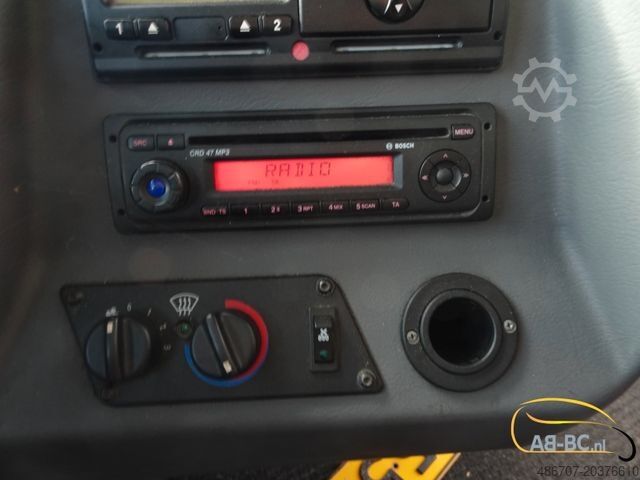 1 2
SRC
MENU
CRD 47 MP3
BOSCH
RADIO
BND TS 1 2 3 RPT 4 MIX 5 SCAN TA
AB-BC.nl
486707-20376610